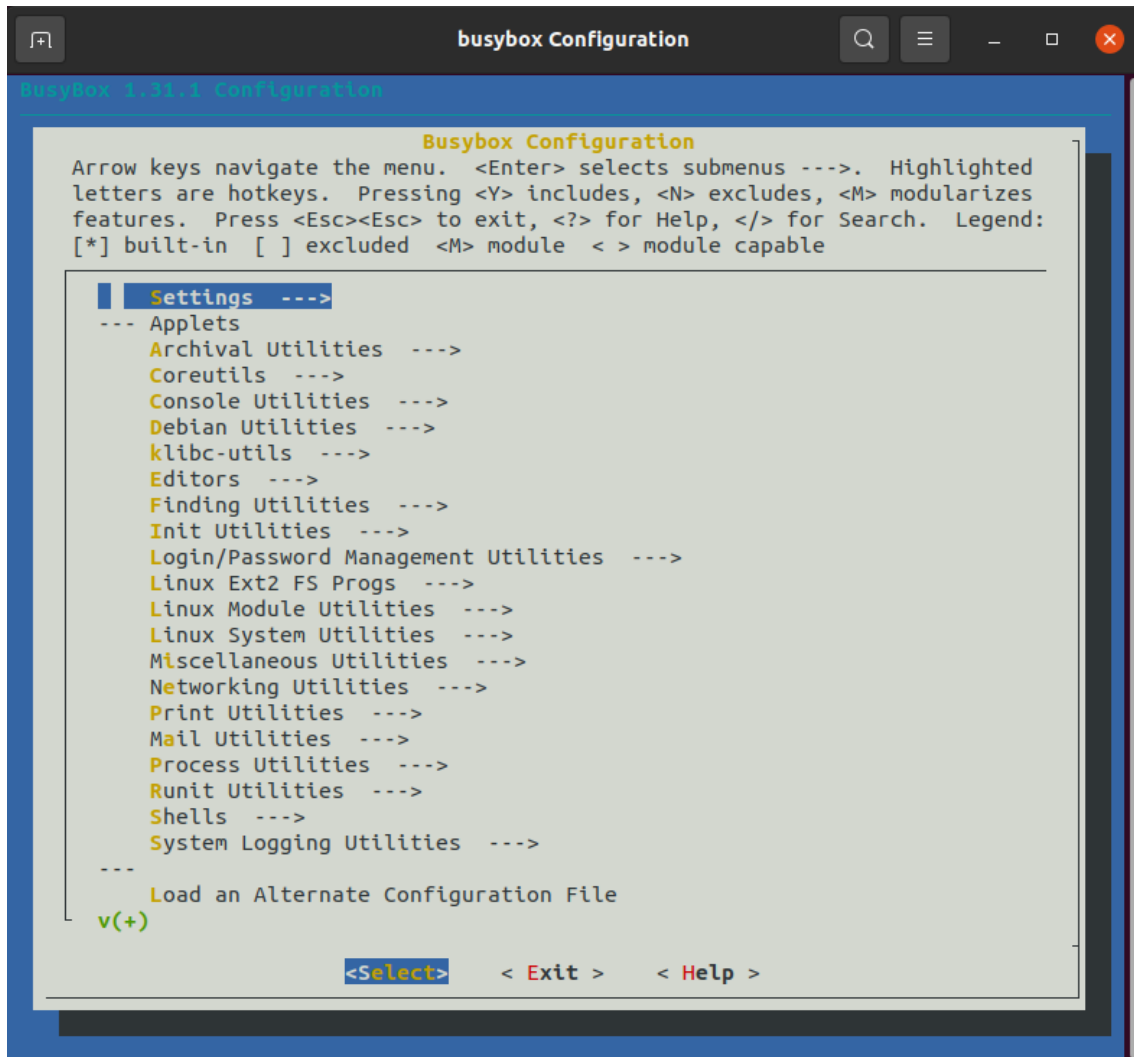 busybox Configuration
BusyBox 1.31.1 Configuration
Busybox Configuration
Arrow keys navigate the menu.  <Enter> selects submenus --->.  Highlighted
letters are hotkeys.  Pressing <Y> includes, <N> excludes, <M> modularizes
features.  Press <Esc><Esc> to exit, <?> for Help, </> for Search.  Legend:
[*] built-in  [ ] excluded  <M> module  < > module capable
Settings  --->
--- Applets
Archival Utilities  --->
Coreutils  --->
Console Utilities  --->
Debian Utilities  --->
klibc-utils  --->
Editors  --->
Finding Utilities  --->
Init Utilities  --->
Login/Password Management Utilities  --->
Linux Ext2 FS Progs  --->
Linux Module Utilities  --->
Linux System Utilities  --->
Miscellaneous Utilities  --->
Networking Utilities  --->
Print Utilities  --->
Mail Utilities  --->
Process Utilities  --->
Runit Utilities  --->
Shells  --->
System Logging Utilities  --->
---
Load an Alternate Configuration File
v(+)
<Select>    < Exit >    < Help >